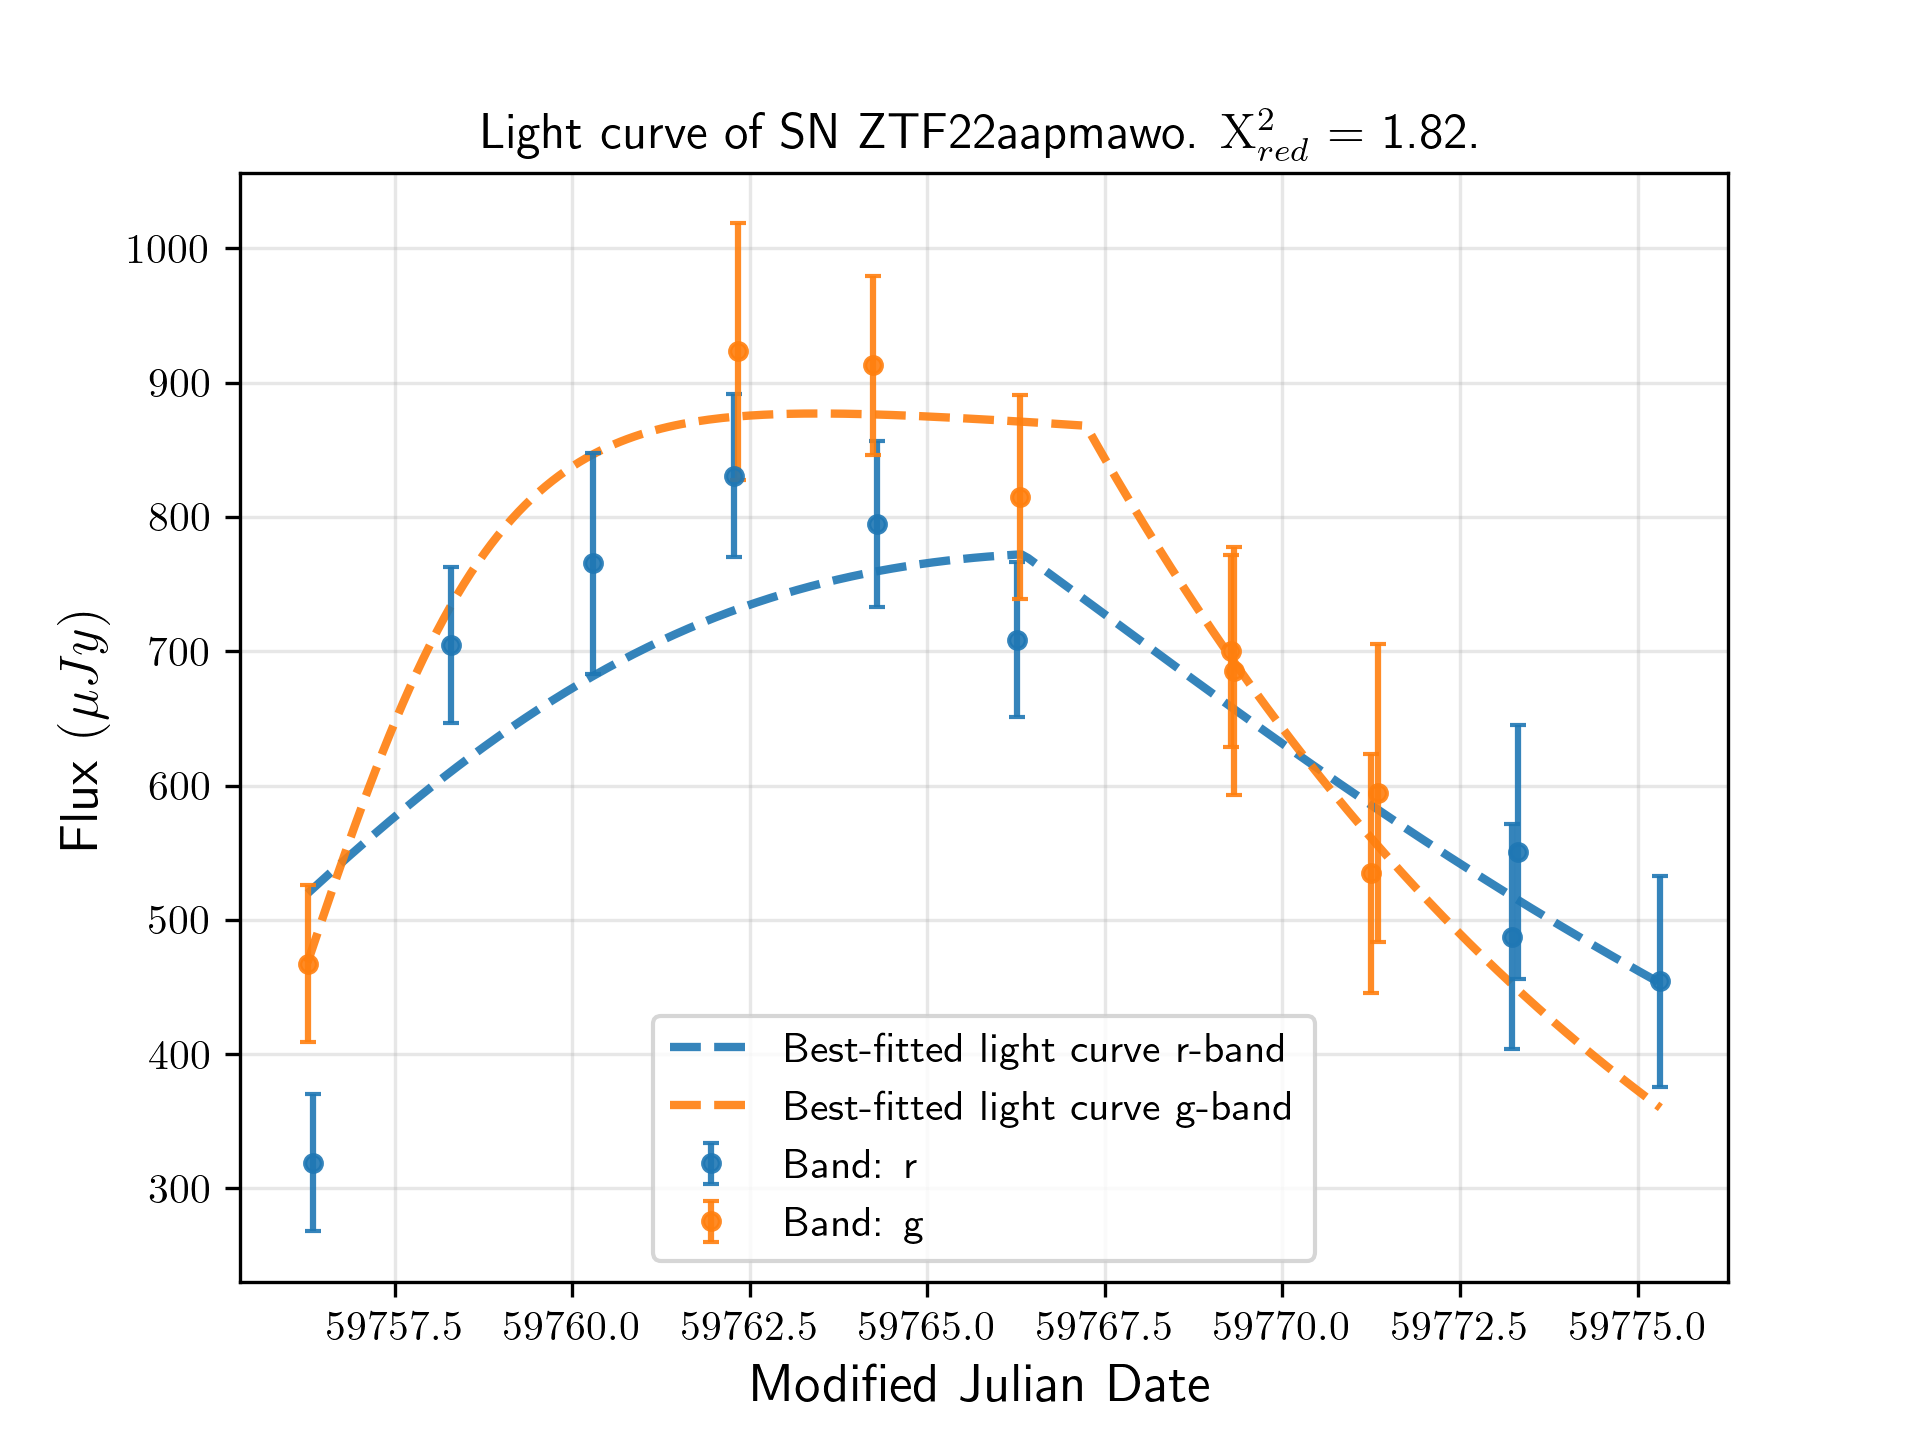 Light curve of SN ZTF22aapmawo. X²red = 1.82.
1000
900
800
700
600
500
400
300
Flux (μJy)
Best-fitted light curve r-band
Best-fitted light curve g-band
Band: r
Band: g
59757.5 59760.0 59762.5 59765.0 59767.5 59770.0 59772.5 59775.0
Modified Julian Date